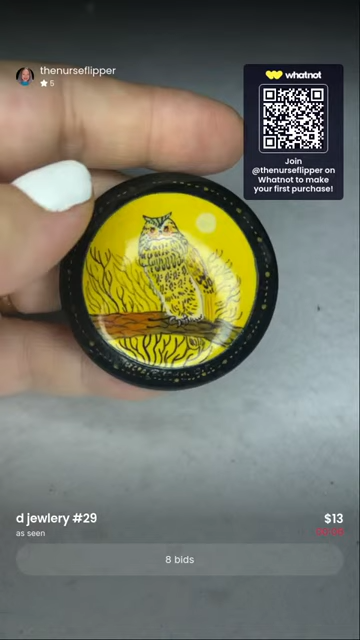 thenurseflipper
5
whatnot
Join
@thenurseflipper on
Whatnot to make
your first purchase!
d jewlery #29
$13
as seen
8 bids